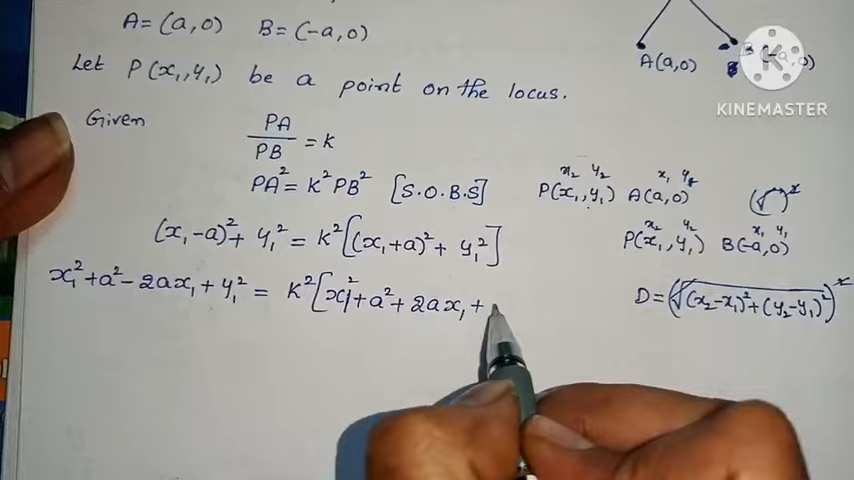 A = (a,0) B = (-a,0)
Let P(x₁,y₁) be a point on the locus.
A(a,0) B(-a,0)
KINEMASTER
Given PA/PB = K
PA² = K² PB² [S.O.B.S]
x₂ y₂ x₁ y₁
P(x₁,y₁) A(a,0) (√)²
(x₁-a)² + y₁² = K²[(x₁+a)² + y₁²]
x₂ y₂ x₁ y₁
P(x₁,y₁) B(-a,0)
x₁² + a² - 2ax₁ + y₁² = K²[x₁² + a² + 2ax₁ +
D = (√(x₂-x₁)² + (y₂-y₁)²)²